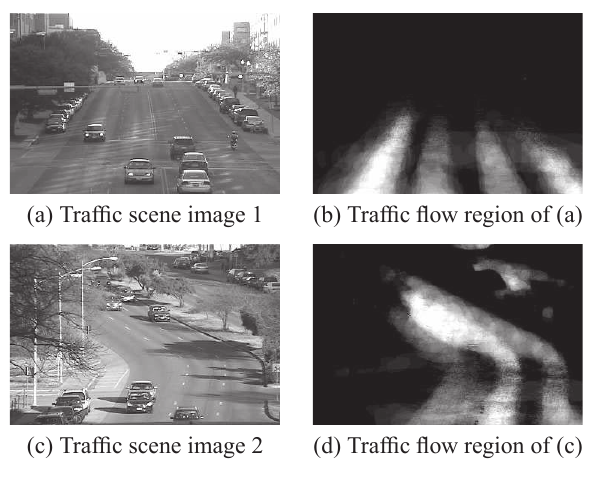 (a) Traffic scene image 1
(b) Traffic flow region of (a)
(c) Traffic scene image 2
(d) Traffic flow region of (c)